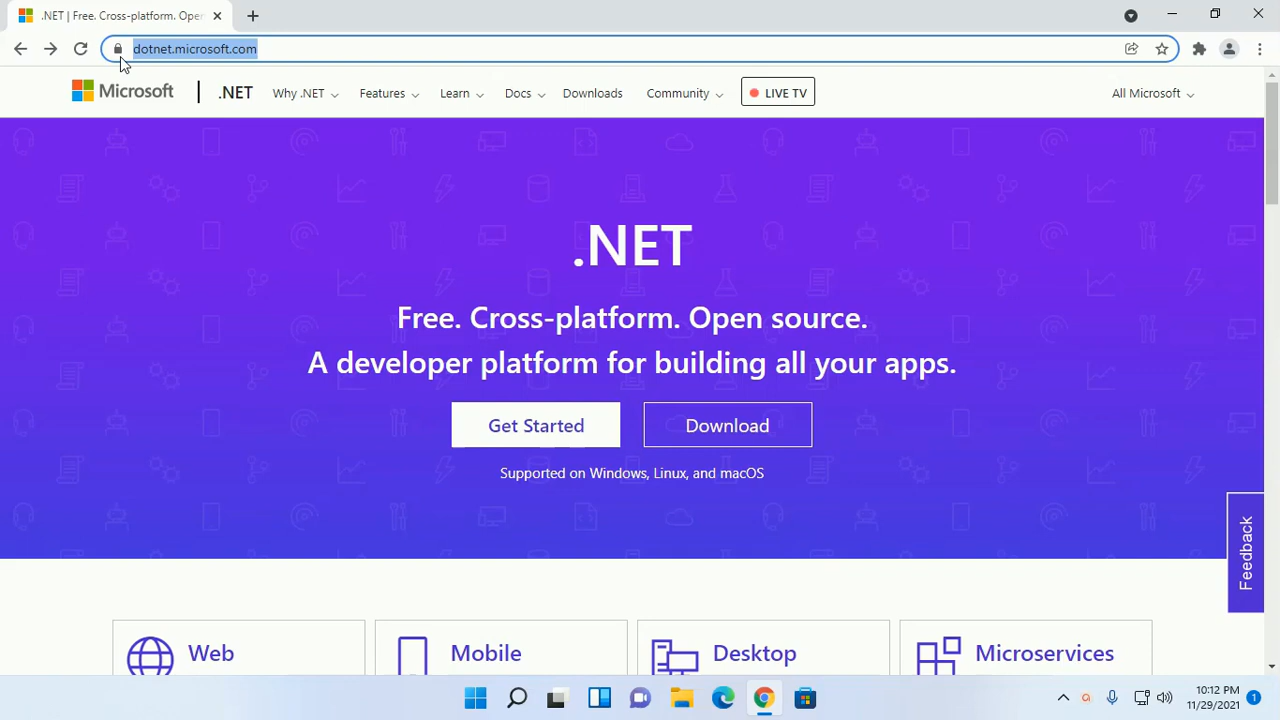 .NET | Free. Cross-platform. Oper
dotnet.microsoft.com
Microsoft
.NET
Why .NET
Features
Learn
Docs
Downloads
Community
LIVE TV
All Microsoft
.NET
Free. Cross-platform. Open source.
A developer platform for building all your apps.
Get Started
Download
Supported on Windows, Linux, and macOS
Feedback
Web
Mobile
Desktop
Microservices
10:12 PM
11/29/2021
1